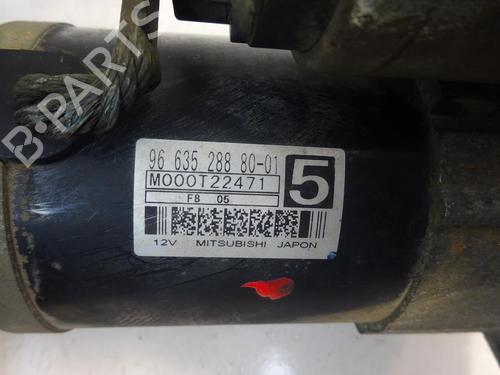 B-PARTS
96 635 288 80-01
M000T22471
5
F8 05
12V MITSUBISHI JAPON